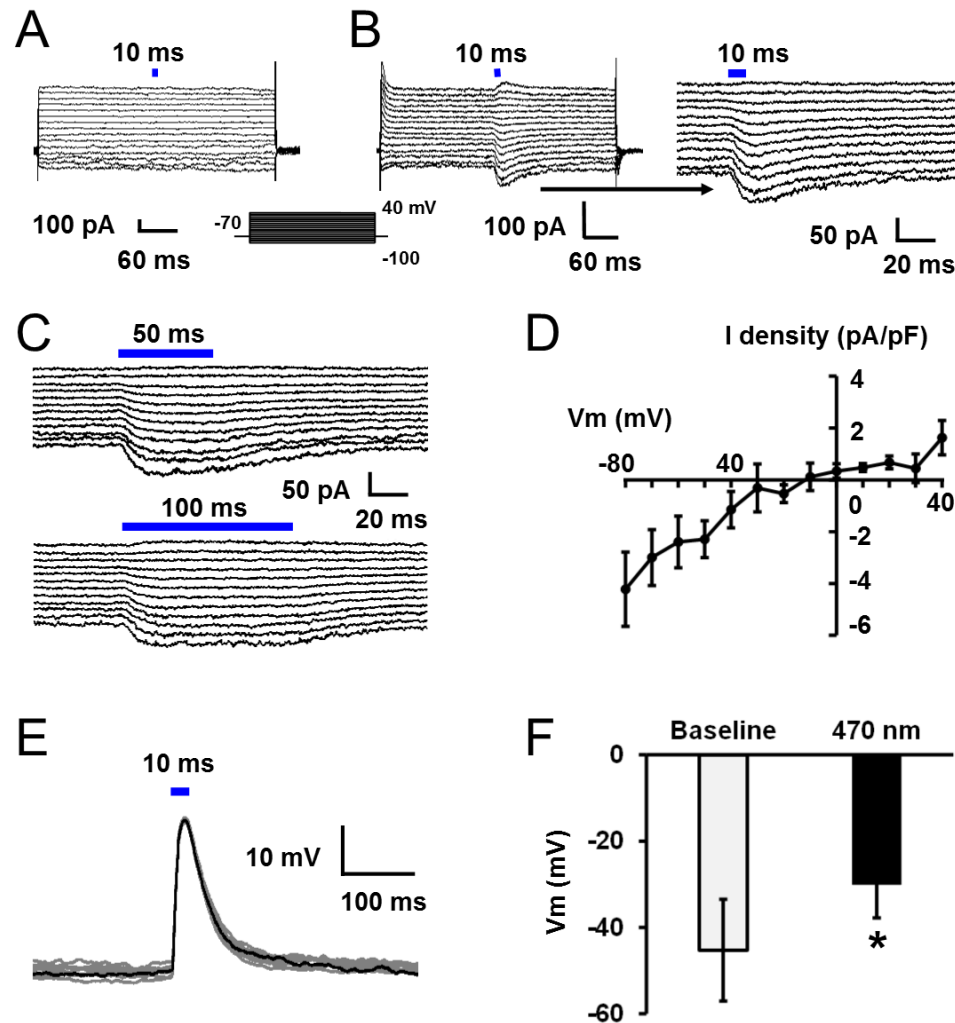 A
10 ms
100 pA
60 ms
-70
40 mV
-100
B
10 ms
100 pA
60 ms
10 ms
50 pA
20 ms
C
50 ms
50 pA
20 ms
100 ms
D
I density (pA/pF)
Vm (mV)
4
2
-80
40
0
40
-2
-4
-6
E
10 ms
10 mV
100 ms
F
Baseline
470 nm
0
-20
-40
-60
Vm (mV)
*